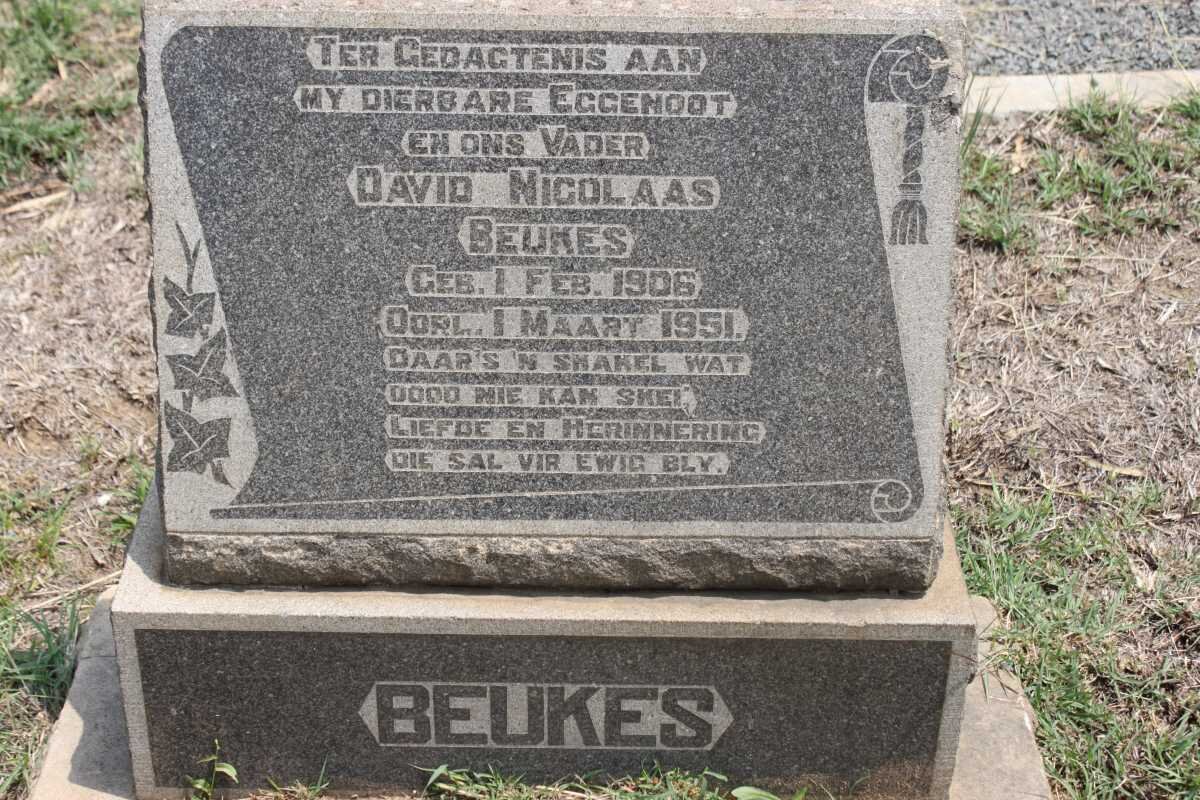 TER GEDAGTENIS AAN
MY DIERBARE EGGENOOT
EN ONS VADER
DAVID NICOLAAS
BEUKES
GEB. 1 FEB. 1906
OORL. 1 MAART 1951.
DAAR'S 'N SKAKEL WAT
DOOD NIE KAN SKEI,
LIEFDE EN HERINNERING
DIE SAL VIR EWIG BLY.
BEUKES